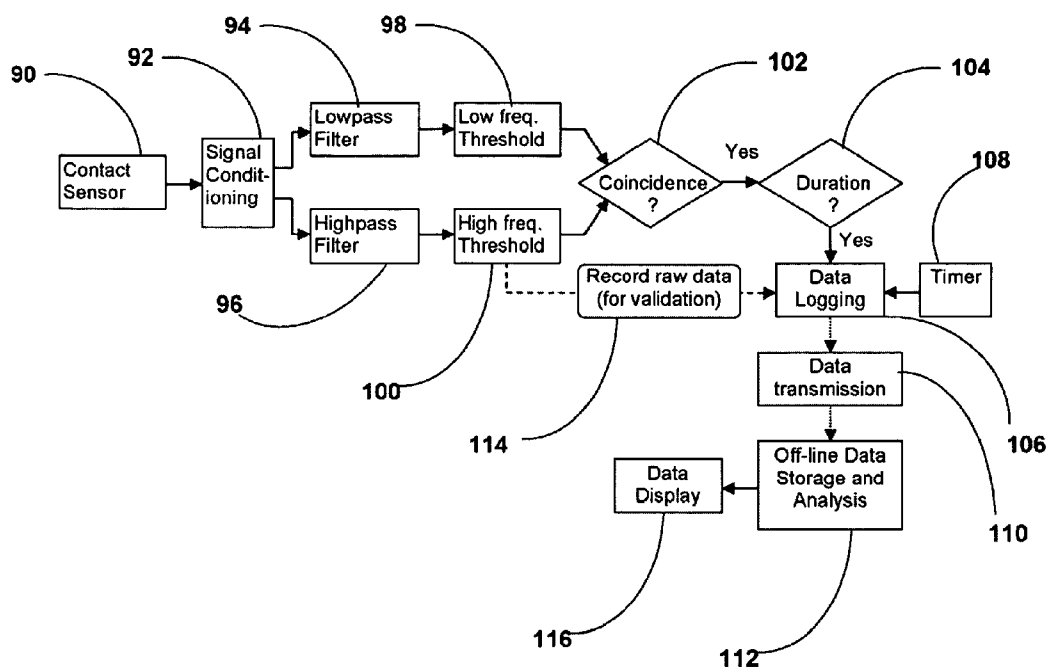 94
98
102
104
90
92
108
Lowpass
Filter
Low freq.
Threshold
Signal
Condit-
ioning
Contact
Sensor
Coincidence
?
Yes
Duration
?
Yes
Highpass
Filter
High freq.
Threshold
Record raw data
(for validation)
Data
Logging
Timer
96
100
114
Data
transmission
106
Off-line Data
Storage and
Analysis
Data
Display
110
116
112